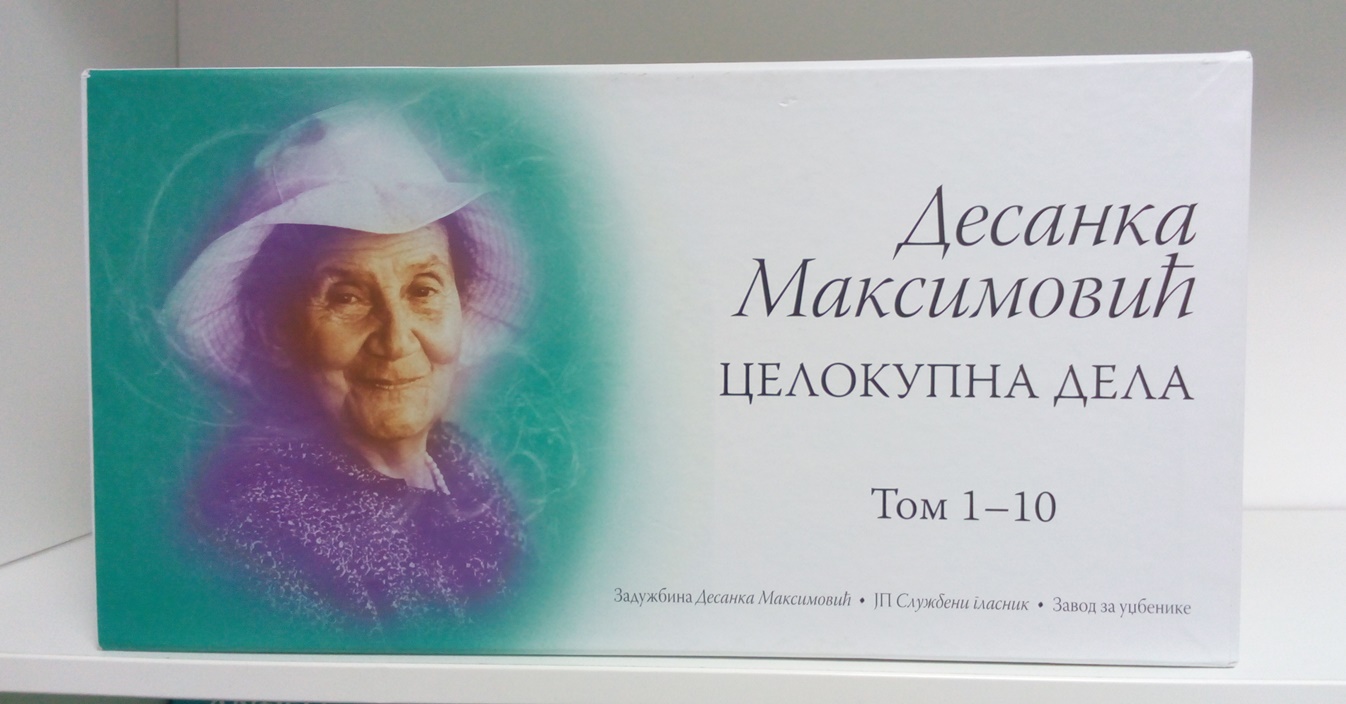 Десанка
Максимовић
ЦЕЛОКУПНА ДЕЛА
Том 1–10
Задужбина Десанка Максимовић • ЈП Службени гласник • Завод за уџбенике